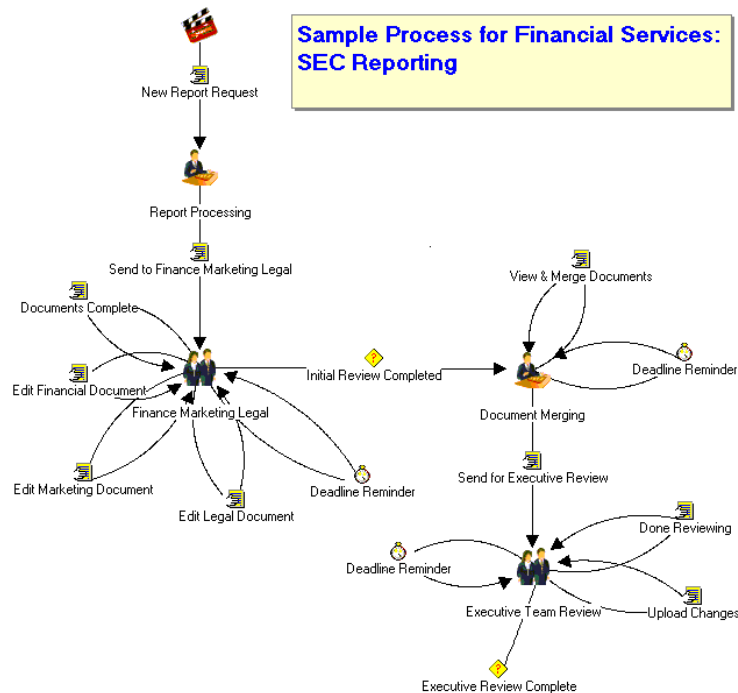 Sample Process for Financial Services:
SEC Reporting
New Report Request
Report Processing
Send to Finance Marketing Legal
View & Merge Documents
Documents Complete
Initial Review Completed
Deadline Reminder
Edit Financial Document
Finance Marketing Legal
Document Merging
Edit Marketing Document
Deadline Reminder
Send for Executive Review
Edit Legal Document
Done Reviewing
Deadline Reminder
Executive Team Review
Upload Changes
Executive Review Complete